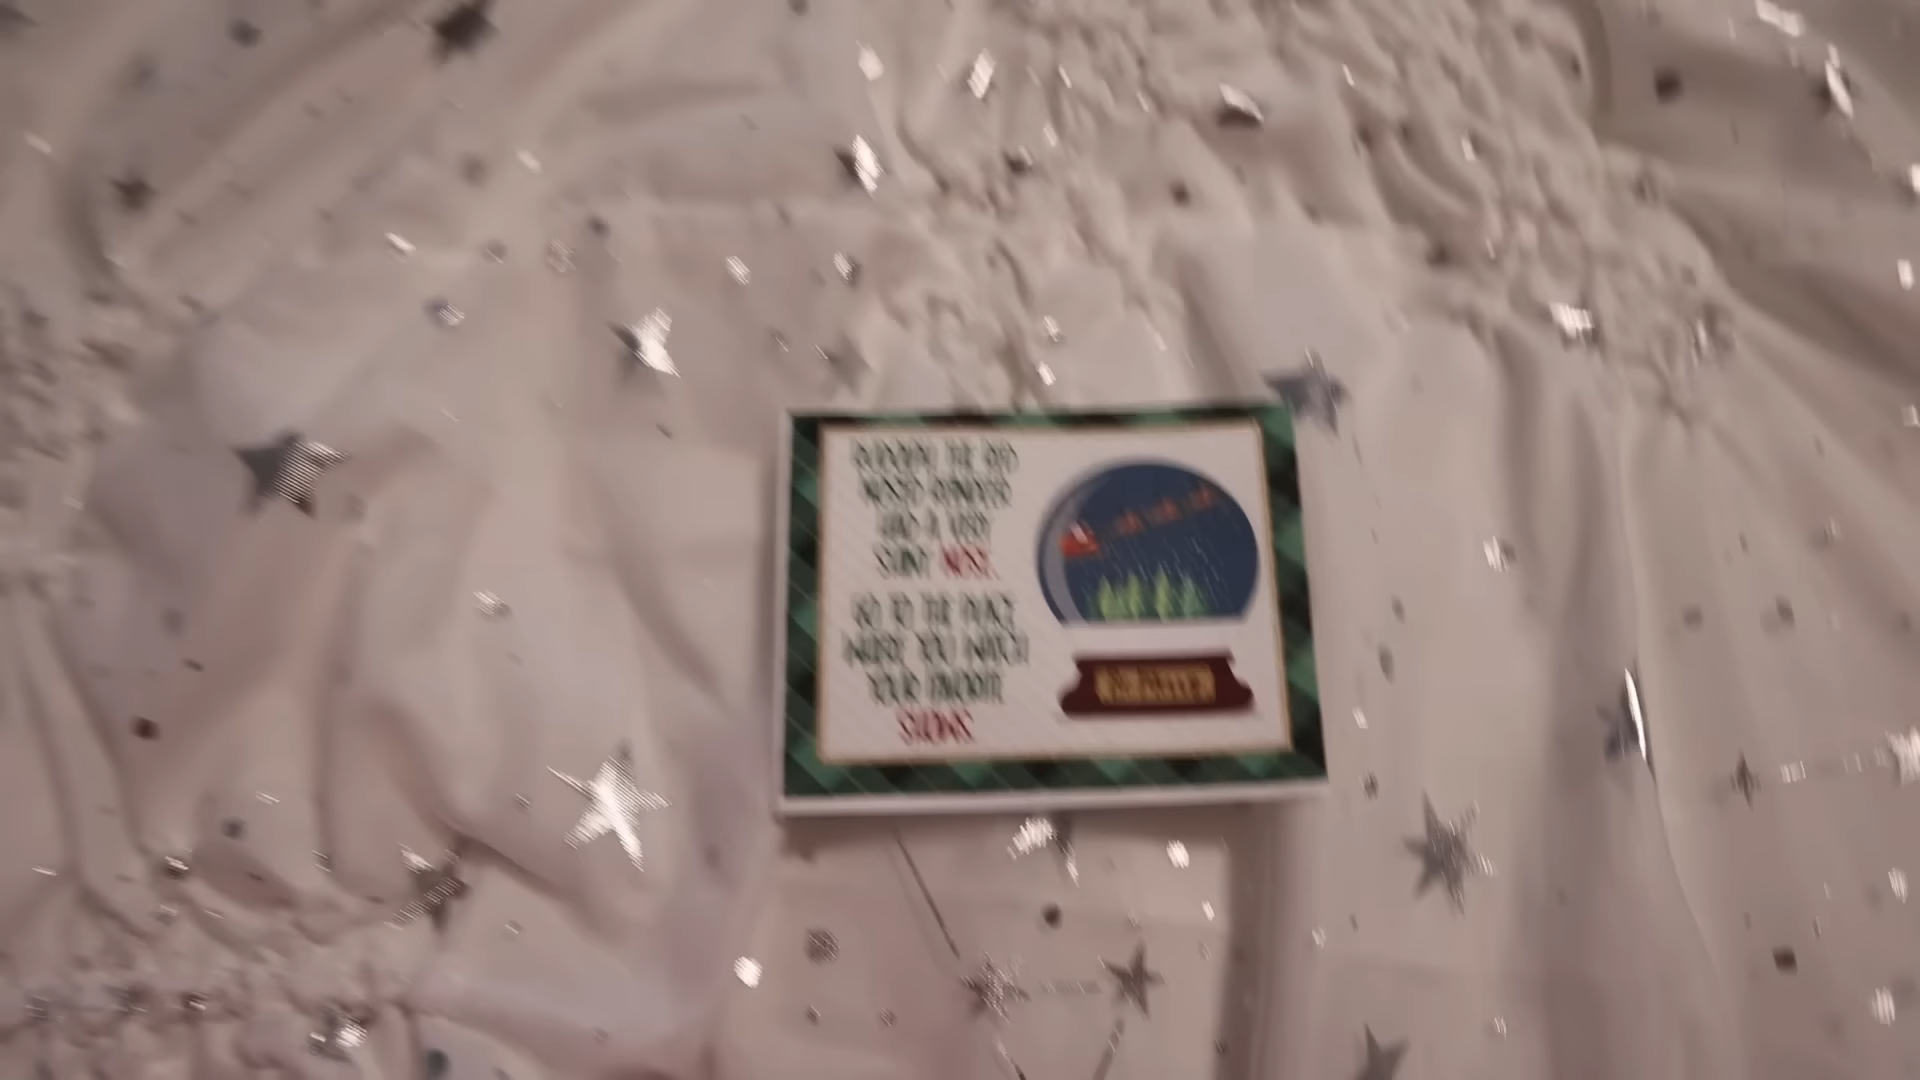 RUDOLPH THE RED
NOSED REINDEER
HAD A VERY
SHINY NOSE.
GO TO THE PLACE
WHERE YOU WATCH
YOUR FAVORITE
SHOWS